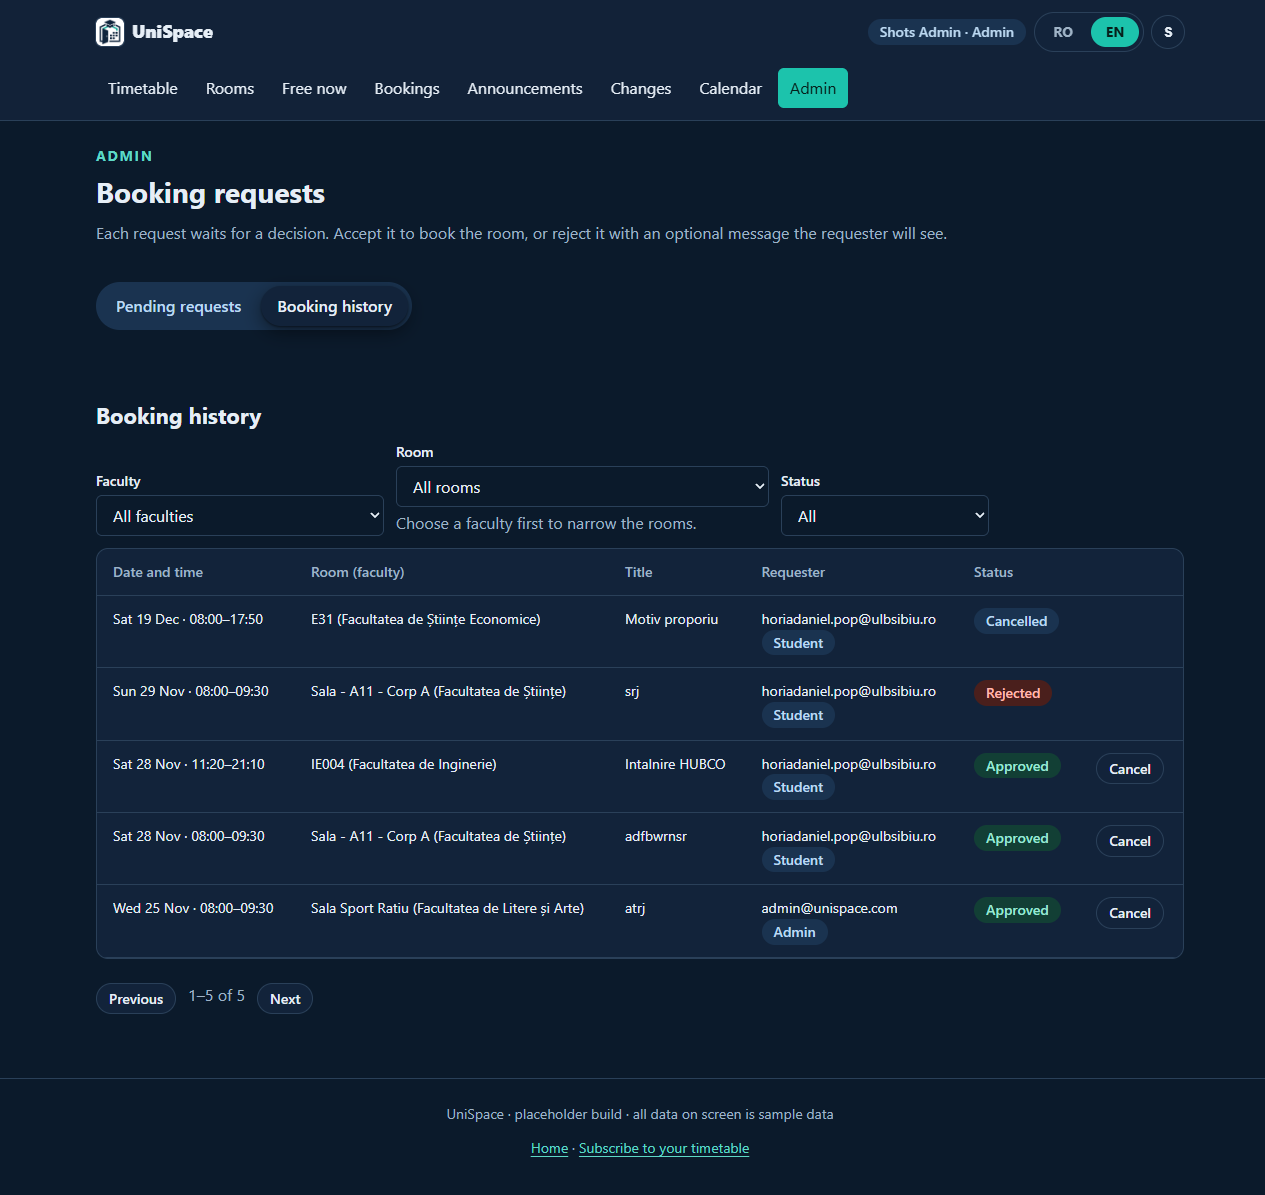 UniSpace
Shots Admin · Admin
RO EN
S
Timetable Rooms Free now Bookings Announcements Changes Calendar Admin
ADMIN
Booking requests
Each request waits for a decision. Accept it to book the room, or reject it with an optional message the requester will see.
Pending requests Booking history
Booking history
Faculty
All faculties
Room
All rooms
Choose a faculty first to narrow the rooms.
Status
All
Date and time Room (faculty) Title Requester Status
Sat 19 Dec · 08:00–17:50 E31 (Facultatea de Științe Economice) Motiv proporiu horiadaniel.pop@ulbsibiu.ro Cancelled
Student
Sun 29 Nov · 08:00–09:30 Sala - A11 - Corp A (Facultatea de Științe) srj horiadaniel.pop@ulbsibiu.ro Rejected
Student
Sat 28 Nov · 11:20–21:10 IE004 (Facultatea de Inginerie) Intalnire HUBCO horiadaniel.pop@ulbsibiu.ro Approved Cancel
Student
Sat 28 Nov · 08:00–09:30 Sala - A11 - Corp A (Facultatea de Științe) adfbwrnsr horiadaniel.pop@ulbsibiu.ro Approved Cancel
Student
Wed 25 Nov · 08:00–09:30 Sala Sport Ratiu (Facultatea de Litere și Arte) atrj admin@unispace.com Approved Cancel
Admin
Previous 1–5 of 5 Next
UniSpace · placeholder build · all data on screen is sample data
Home · Subscribe to your timetable